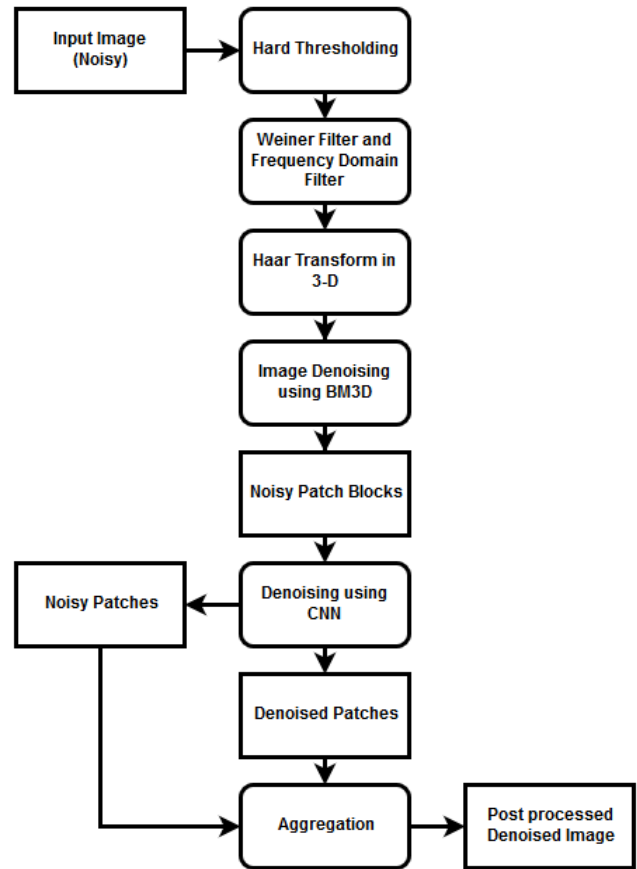 Input Image
(Noisy)
Hard Thresholding
Weiner Filter and
Frequency Domain
Filter
Haar Transform in
3-D
Image Denoising
using BM3D
Noisy Patch Blocks
Noisy Patches
Denoising using
CNN
Denoised Patches
Aggregation
Post processed
Denoised Image